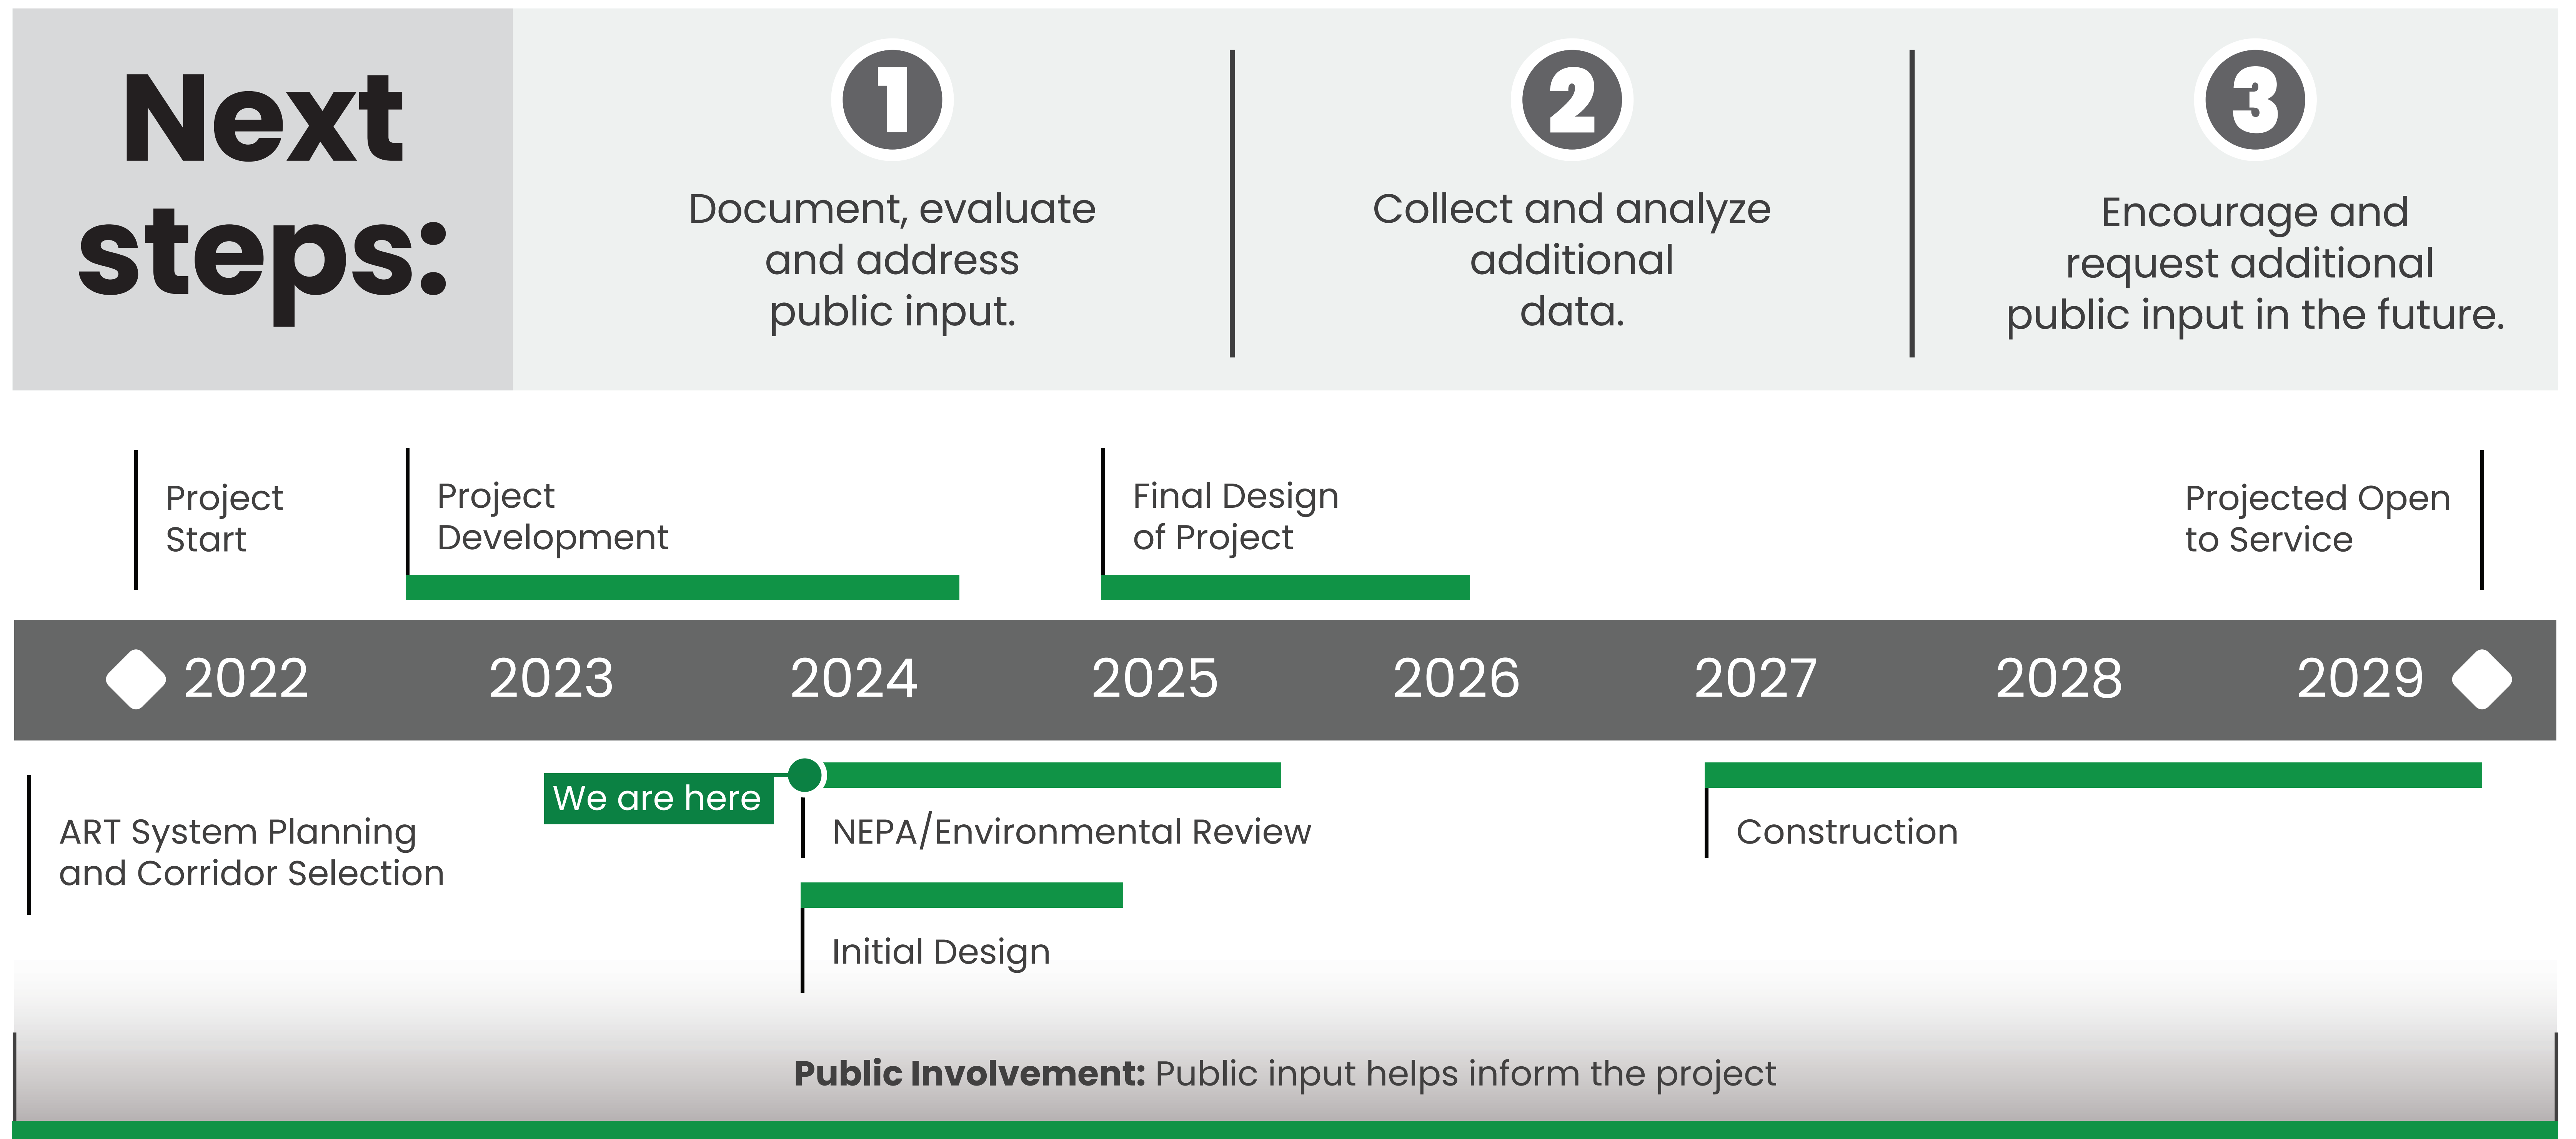 Next
steps:
1
Document, evaluate
and address
public input.
2
Collect and analyze
additional
data.
3
Encourage and
request additional
public input in the future.
Project
Start
Project
Development
Final Design
of Project
Projected Open
to Service
2022 2023 2024 2025 2026 2027 2028 2029
We are here
ART System Planning
and Corridor Selection
NEPA/Environmental Review
Construction
Initial Design
Public Involvement: Public input helps inform the project